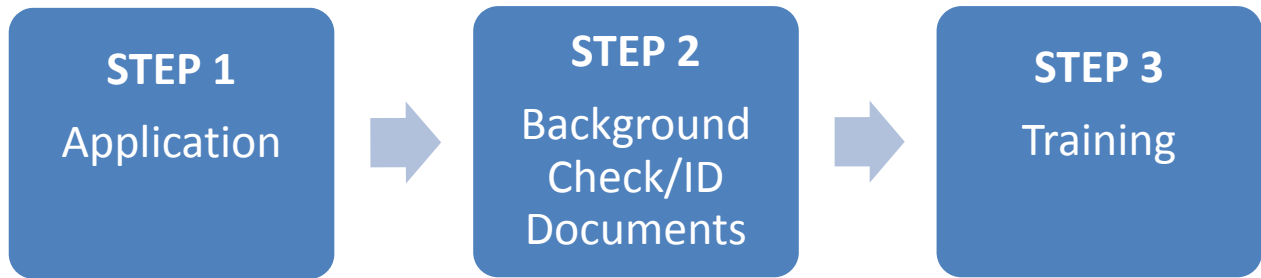 STEP 1
Application
STEP 2
Background
Check/ID
Documents
STEP 3
Training